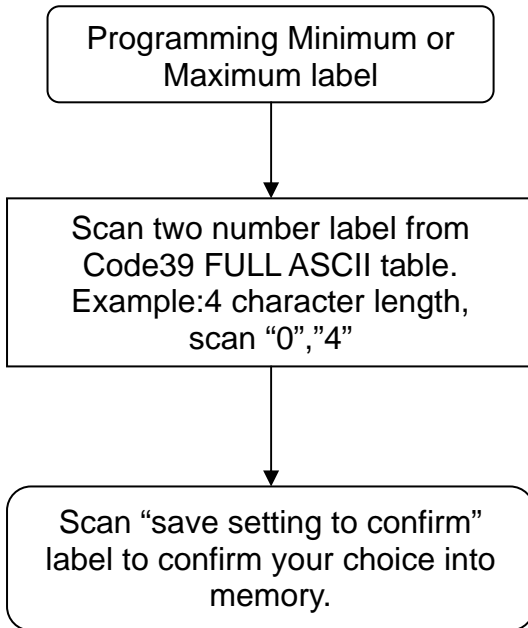 Programming Minimum or
Maximum label
Scan two number label from
Code39 FULL ASCII table.
Example:4 character length,
scan “0”,”4”
Scan “save setting to confirm”
label to confirm your choice into
memory.